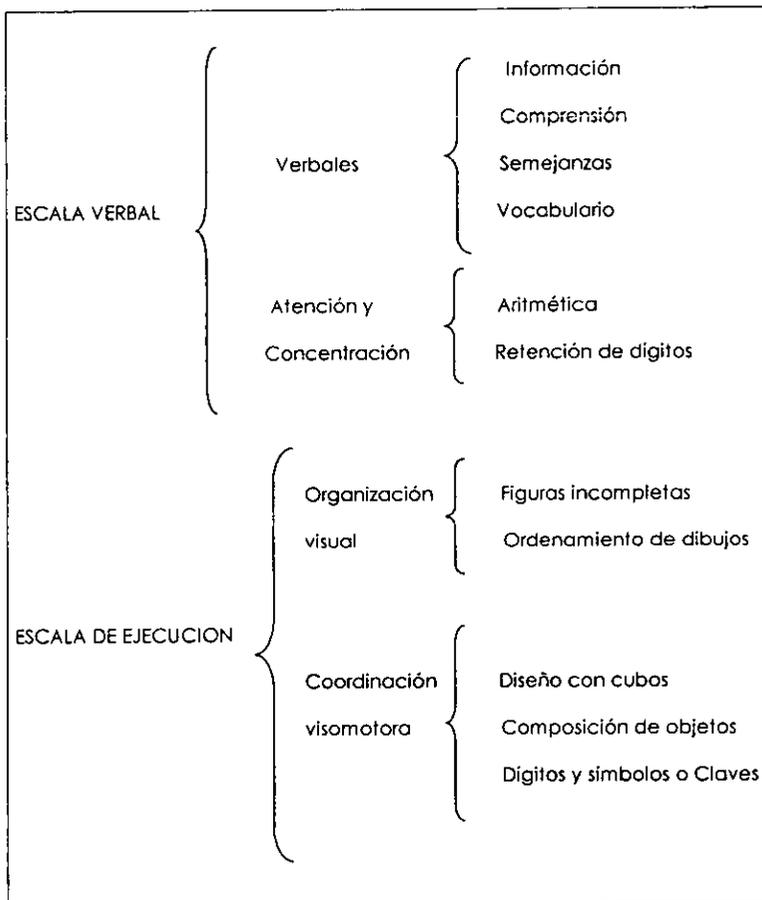 ESCALA VERBAL
Verbales
Información
Comprensión
Semejanzas
Vocabulario
Atención y
Concentración
Aritmética
Retención de dígitos
ESCALA DE EJECUCION
Organización
visual
Figuras incompletas
Ordenamiento de dibujos
Coordinación
visomotora
Diseño con cubos
Composición de objetos
Dígitos y símbolos o Claves